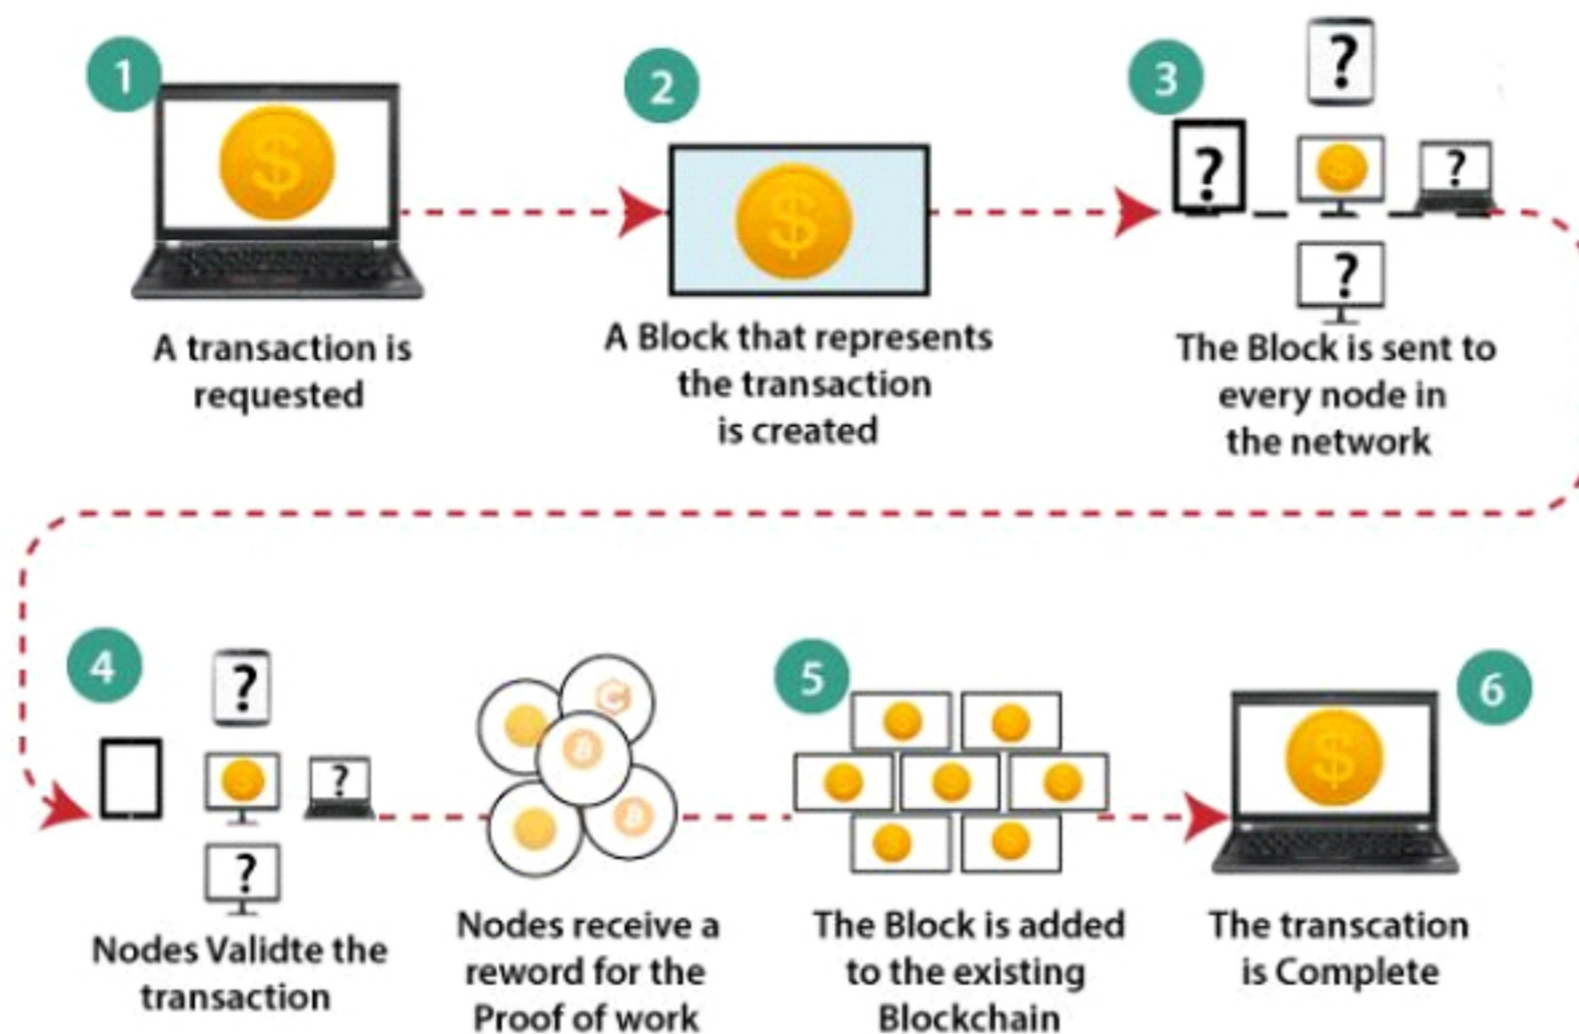 1
A transaction is
requested
2
A Block that represents
the transaction
is created
3
?
?
?
?
The Block is sent to
every node in
the network
4
?
?
?
Nodes Validte the
transaction
Nodes receive a
reword for the
Proof of work
5
The Block is added
to the existing
Blockchain
6
The transcation
is Complete